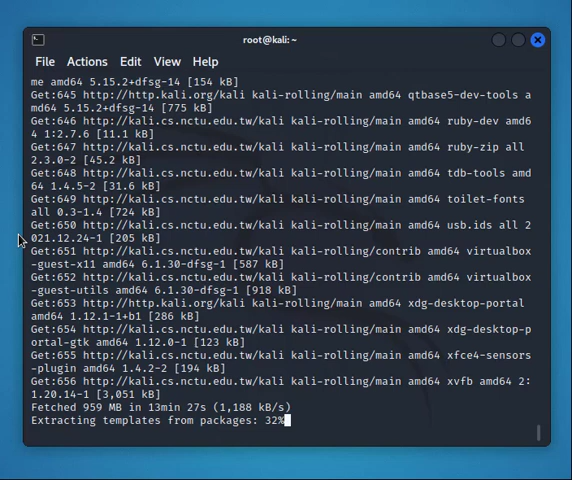 root@kali: ~
File Actions Edit View Help
me amd64 5.15.2+dfsg-14 [154 kB]
Get:645 http://http.kali.org/kali kali-rolling/main amd64 qtbase5-dev-tools a
md64 5.15.2+dfsg-14 [775 kB]
Get:646 http://kali.cs.nctu.edu.tw/kali kali-rolling/main amd64 ruby-dev amd6
4 1:2.7.6 [11.1 kB]
Get:647 http://kali.cs.nctu.edu.tw/kali kali-rolling/main amd64 ruby-zip all
2.3.0-2 [45.2 kB]
Get:648 http://kali.cs.nctu.edu.tw/kali kali-rolling/main amd64 tdb-tools amd
64 1.4.5-2 [31.6 kB]
Get:649 http://kali.cs.nctu.edu.tw/kali kali-rolling/main amd64 toilet-fonts
all 0.3-1.4 [724 kB]
Get:650 http://kali.cs.nctu.edu.tw/kali kali-rolling/main amd64 usb.ids all 2
021.12.24-1 [205 kB]
Get:651 http://kali.cs.nctu.edu.tw/kali kali-rolling/contrib amd64 virtualbox
-guest-x11 amd64 6.1.30-dfsg-1 [587 kB]
Get:652 http://kali.cs.nctu.edu.tw/kali kali-rolling/contrib amd64 virtualbox
-guest-utils amd64 6.1.30-dfsg-1 [918 kB]
Get:653 http://http.kali.org/kali kali-rolling/main amd64 xdg-desktop-portal
amd64 1.12.1-1+b1 [286 kB]
Get:654 http://kali.cs.nctu.edu.tw/kali kali-rolling/main amd64 xdg-desktop-p
ortal-gtk amd64 1.12.0-1 [123 kB]
Get:655 http://kali.cs.nctu.edu.tw/kali kali-rolling/main amd64 xfce4-sensors
-plugin amd64 1.4.2-2 [194 kB]
Get:656 http://kali.cs.nctu.edu.tw/kali kali-rolling/main amd64 xvfb amd64 2:
1.20.14-1 [3,051 kB]
Fetched 959 MB in 13min 27s (1,188 kB/s)
Extracting templates from packages: 32%